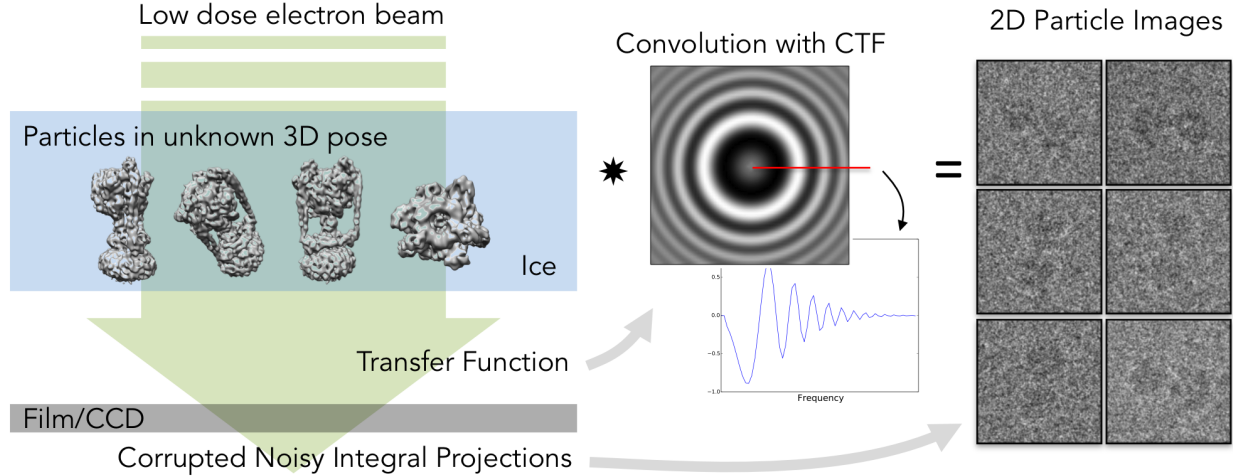 Low dose electron beam
Particles in unknown 3D pose
Ice
Transfer Function
Film/CCD
Corrupted Noisy Integral Projections
Convolution with CTF
0.5
0.0
−0.5
−1.0
Frequency
=
2D Particle Images